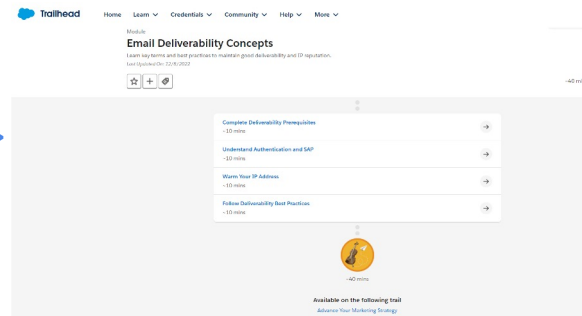 Trailhead
Home Learn Credentials Community Help More
Module
Email Deliverability Concepts
Learn key terms and best practices to maintain good deliverability and IP reputation.
Last Updated On 12/8/2022
~40 mi
Complete Deliverability Prerequisites
~10 mins
Understand Authentication and SAP
~10 mins
Warm Your IP Address
~10 mins
Follow Deliverability Best Practices
~10 mins
~40 mins
Available on the following trail
Advance Your Marketing Strategy